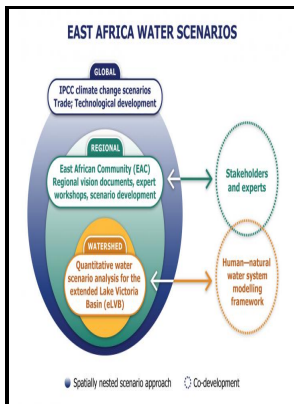 EAST AFRICA WATER SCENARIOS
GLOBAL
IPCC climate change scenarios
Trade; Technological development
REGIONAL
East African Community (EAC)
Regional vision documents, expert
workshops, scenario development
Stakeholders
and experts
WATERSHED
Quantitative water
scenario analysis for the
extended Lake Victoria
Basin (eLVB)
Human—natural
water system
modelling
framework
Spatially nested scenario approach
Co-development